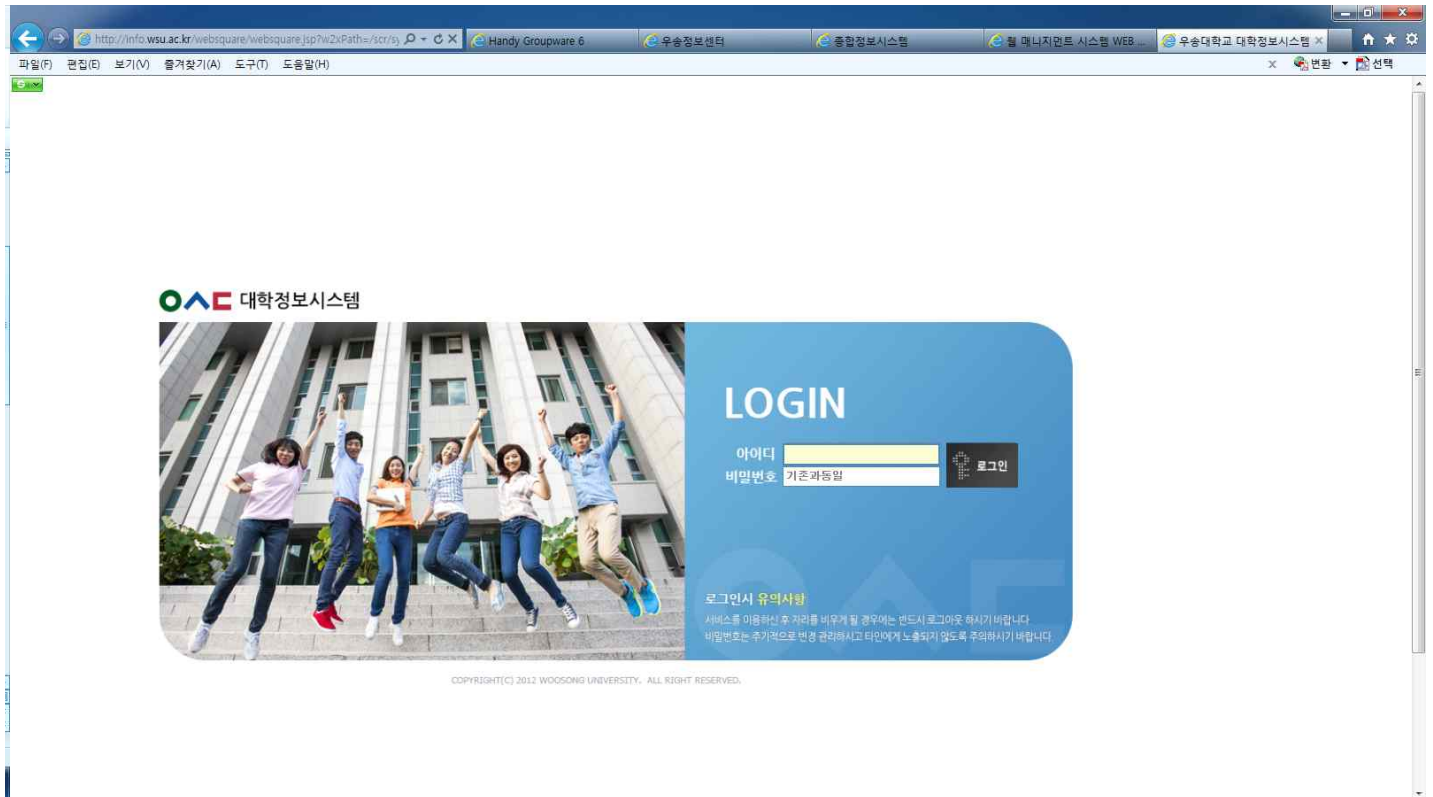 http://info.wsu.ac.kr/websquare/websquare.jsp?w2xPath=/scr/sy
Handy Groupware 6
우송정보센터
종합정보시스템
웹 매니지먼트 시스템 WEB ...
우송대학교 대학정보시스템
파일(F) 편집(E) 보기(V) 즐겨찾기(A) 도구(T) 도움말(H)
변환 선택
대학정보시스템
LOGIN
아이디
비밀번호 기존과동일
로그인
로그인시 유의사항
서비스를 이용하신 후 자리를 비우게 될 경우에는 반드시 로그아웃 하시기 바랍니다
비밀번호는 주기적으로 변경 관리하시고 타인에게 노출되지 않도록 주의하시기 바랍니다.
COPYRIGHT(C) 2012 WOOSONG UNIVERSITY. ALL RIGHT RESERVED.